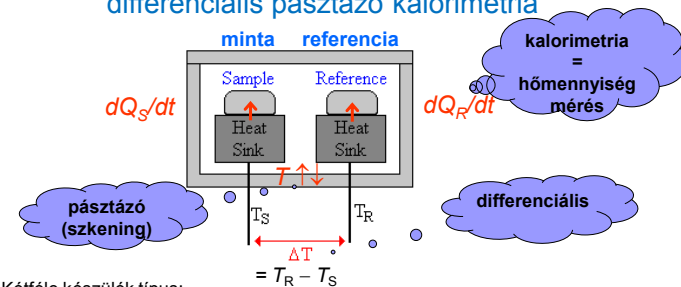 differenciális pásztázó kalorimetria
minta referencia
kalorimetria
=
hőmennyiség
mérés
Sample Reference
dQS/dt
dQR/dt
Heat
Sink
Heat
Sink
T
pásztázó
(szkening)
differenciális
TS
TR
ΔT
= TR – TS
Kétféle készülék típus: